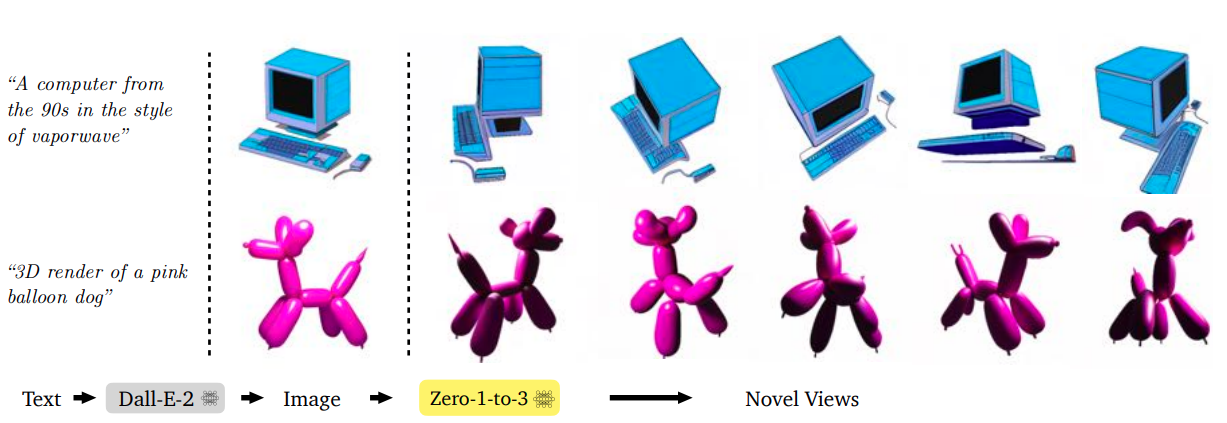 “A computer from
the 90s in the style
of vaporwave”
“3D render of a pink
balloon dog”
Text Dall-E-2 Image Zero-1-to-3 Novel Views